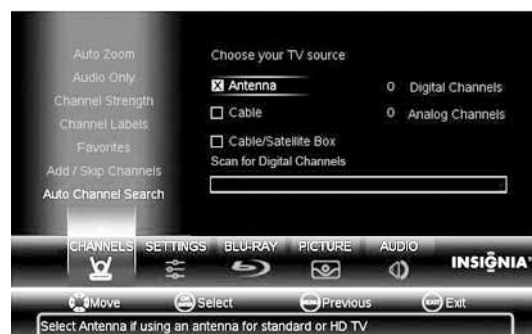 Auto Zoom
Audio Only
Channel Strength
Channel Labels
Favorites
Add / Skip Channels
Auto Channel Search
Choose your TV source
X Antenna
0 Digital Channels
Cable
0 Analog Channels
Cable/Satellite Box
Scan for Digital Channels
CHANNELS SETTINGS BLU-RAY PICTURE AUDIO
INSIGNIA
Move Select Previous Exit
Select Antenna if using an antenna for standard or HD TV